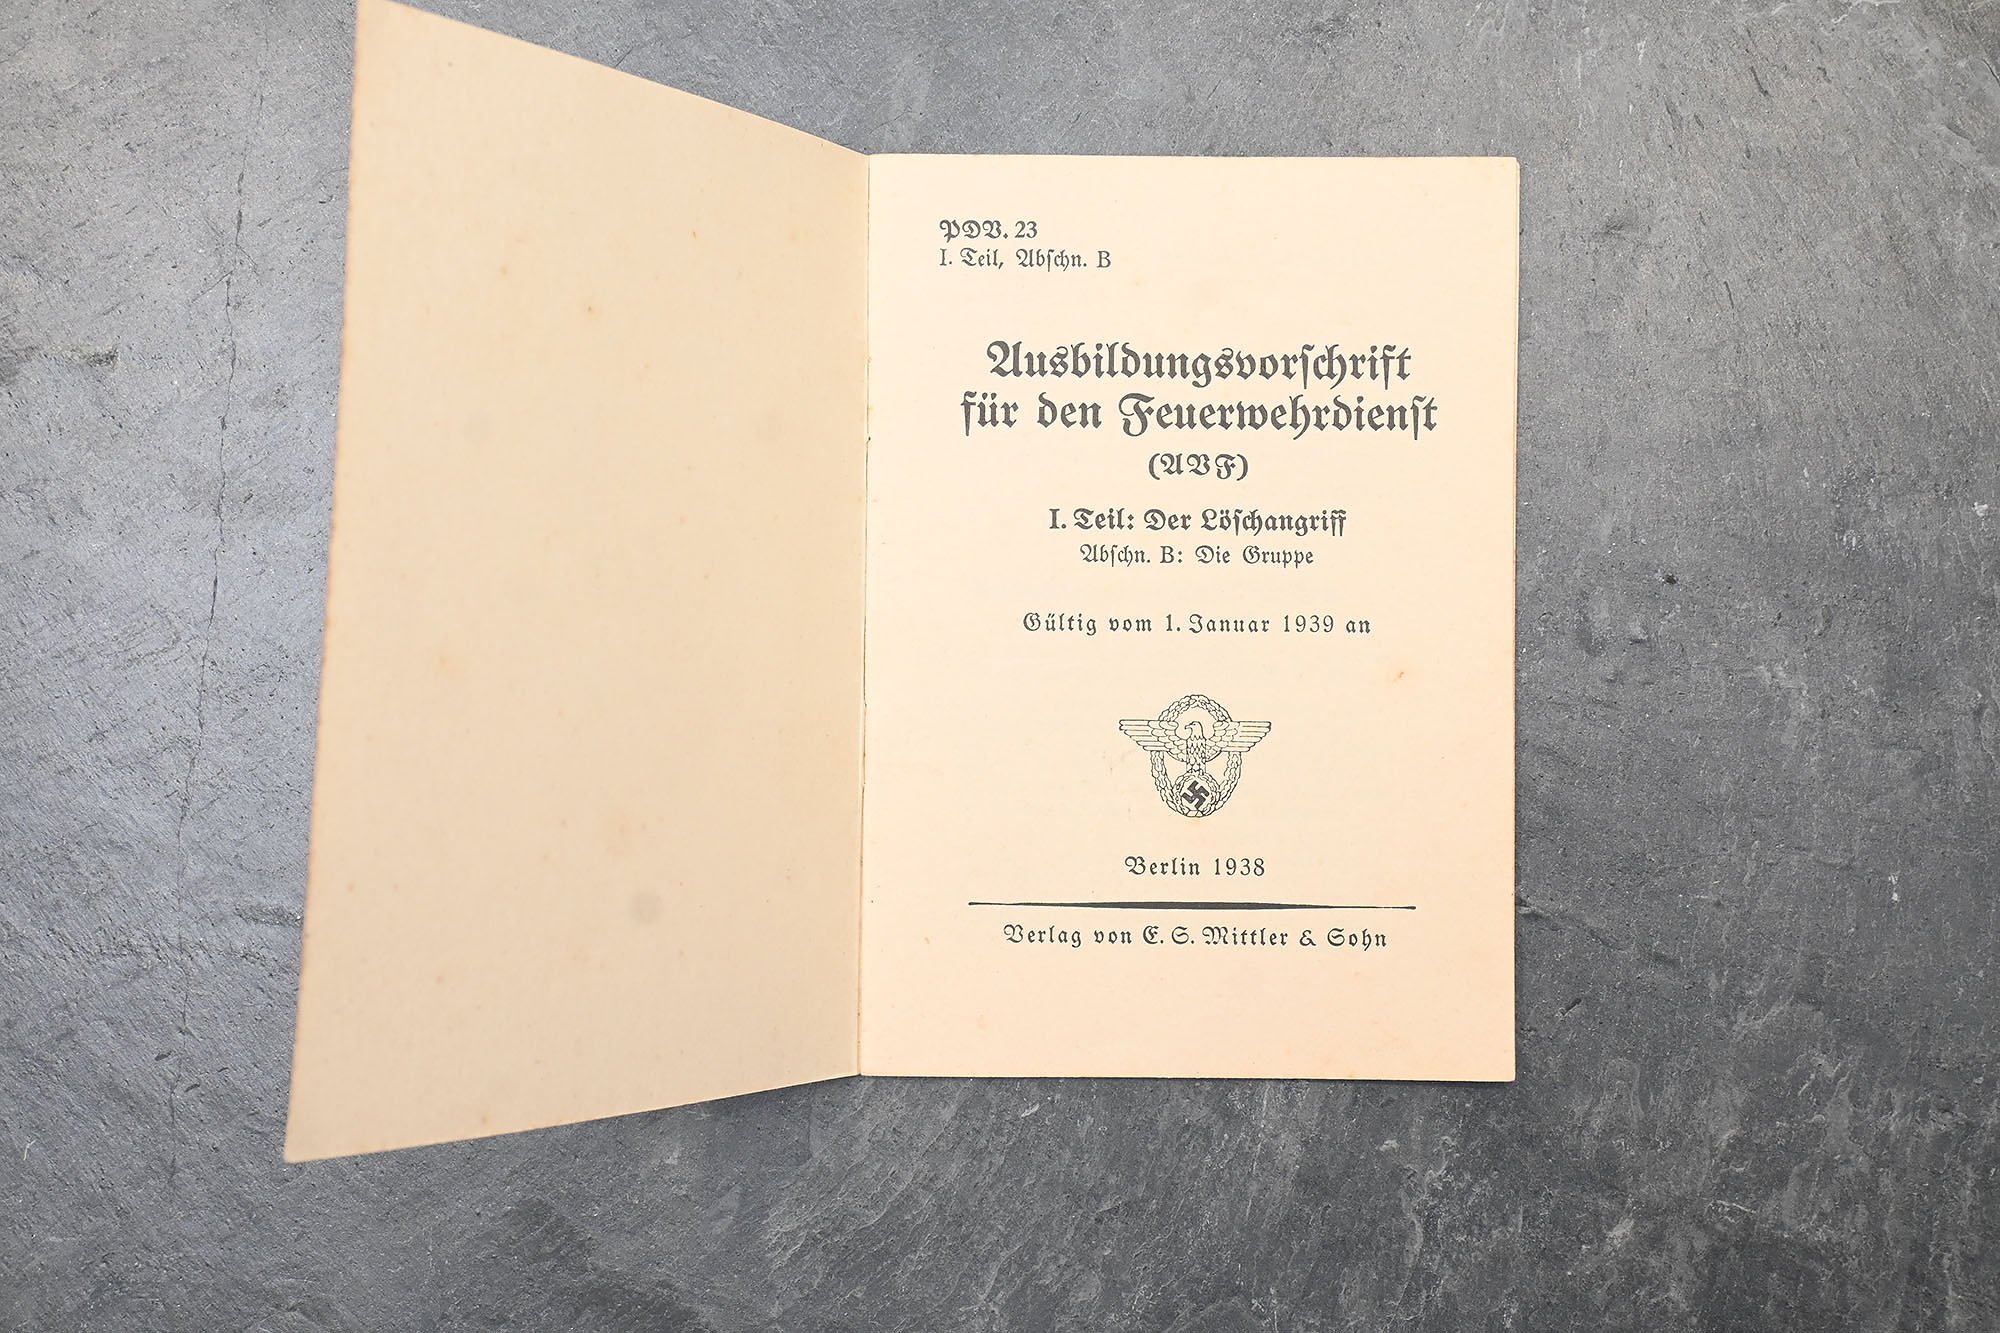 PDV. 23
I. Teil, Abſchn. B
Ausbildungsvorſchrift
für den Feuerwehrdienſt
(AVF)
I. Teil: Der Löſchangriff
Abſchn. B: Die Gruppe
Gültig vom 1. Januar 1939 an
Berlin 1938
Verlag von E. S. Mittler & Sohn